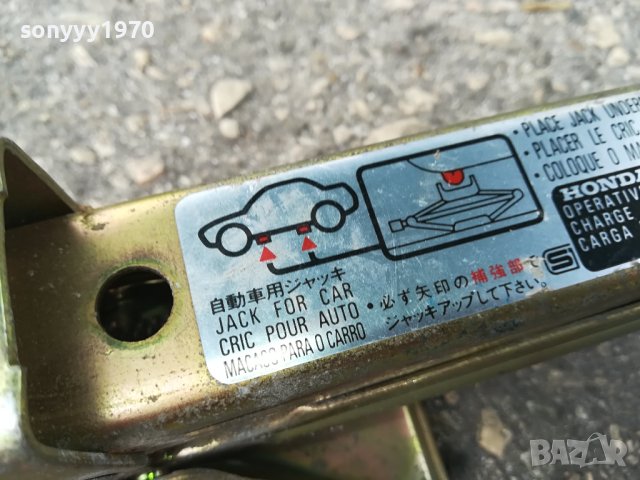 sonyyy1970
• PLACE JACK UNDER
• PLACER LE CRIC
• COLOQUE O MA
HONDA
OPERATIVE
CHARGE
CARGA
自動車用ジャッキ
JACK FOR CAR
CRIC POUR AUTO
MACACO PARA O CARRO
•必ず矢印の補強部で
ジャッキアップして下さい。
BAZAR